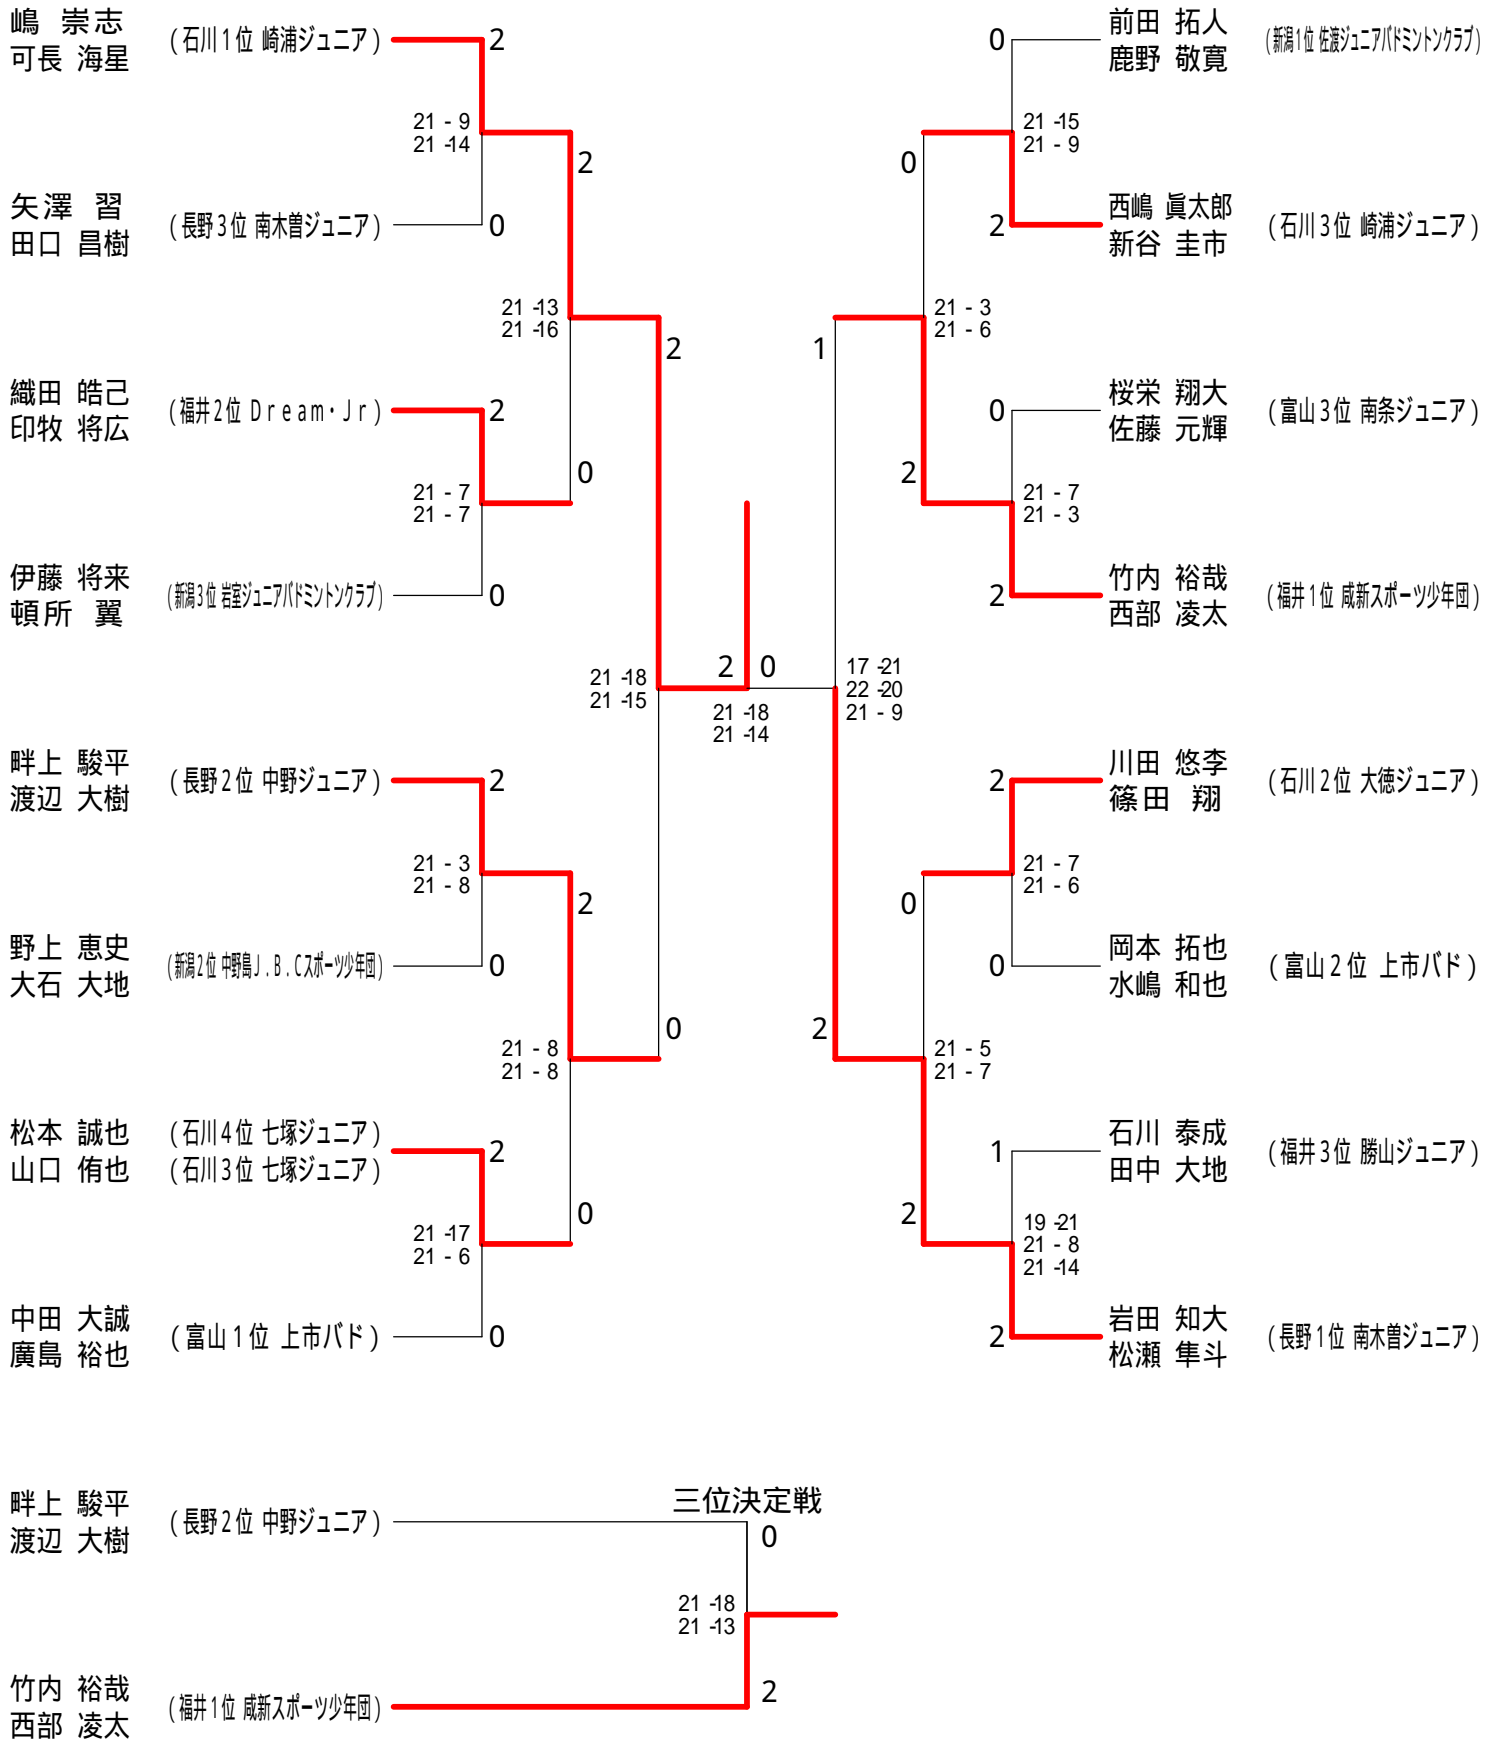 嶋 崇志
可長 海星
(石川1位 崎浦ジュニア)
2
21 - 9
21 -14
2
矢澤 習
田口 昌樹
(長野3位 南木曽ジュニア)
0
21 -13
21 -16
2
織田 皓己
印牧 将広
(福井2位 Dream・Jr)
2
0
21 - 7
21 - 7
伊藤 将来
頓所 翼
(新潟3位 岩室ジュニアバドミントンクラブ)
0
21 -18
21 -15
畔上 駿平
渡辺 大樹
(長野2位 中野ジュニア)
2
21 - 3
21 - 8
2
野上 恵史
大石 大地
(新潟2位 中野島J.B.Cスポーツ少年団)
0
0
21 - 8
21 - 8
松本 誠也
山口 侑也
(石川4位 七塚ジュニア)
(石川3位 七塚ジュニア)
2
0
21 -17
21 - 6
中田 大誠
廣島 裕也
(富山1位 上市バド)
0
2 0
21 -18
21 -14
前田 拓人
鹿野 敬寛
(新潟1位 佐渡ジュニアバドミントンクラブ)
0
21 -15
21 - 9
0
西嶋 眞太郎
新谷 圭市
(石川3位 崎浦ジュニア)
2
21 - 3
21 - 6
1
桜栄 翔大
佐藤 元輝
(富山3位 南条ジュニア)
0
2
21 - 7
21 - 3
竹内 裕哉
西部 凌太
(福井1位 咸新スポーツ少年団)
2
17 -21
22 -20
21 - 9
川田 悠李
篠田 翔
(石川2位 大徳ジュニア)
2
21 - 7
21 - 6
0
岡本 拓也
水嶋 和也
(富山2位 上市バド)
0
2
21 - 5
21 - 7
石川 泰成
田中 大地
(福井3位 勝山ジュニア)
1
2
19 -21
21 - 8
21 -14
岩田 知大
松瀬 隼斗
(長野1位 南木曽ジュニア)
2
三位決定戦
畔上 駿平
渡辺 大樹
(長野2位 中野ジュニア)
0
21 -18
21 -13
竹内 裕哉
西部 凌太
(福井1位 咸新スポーツ少年団)
2